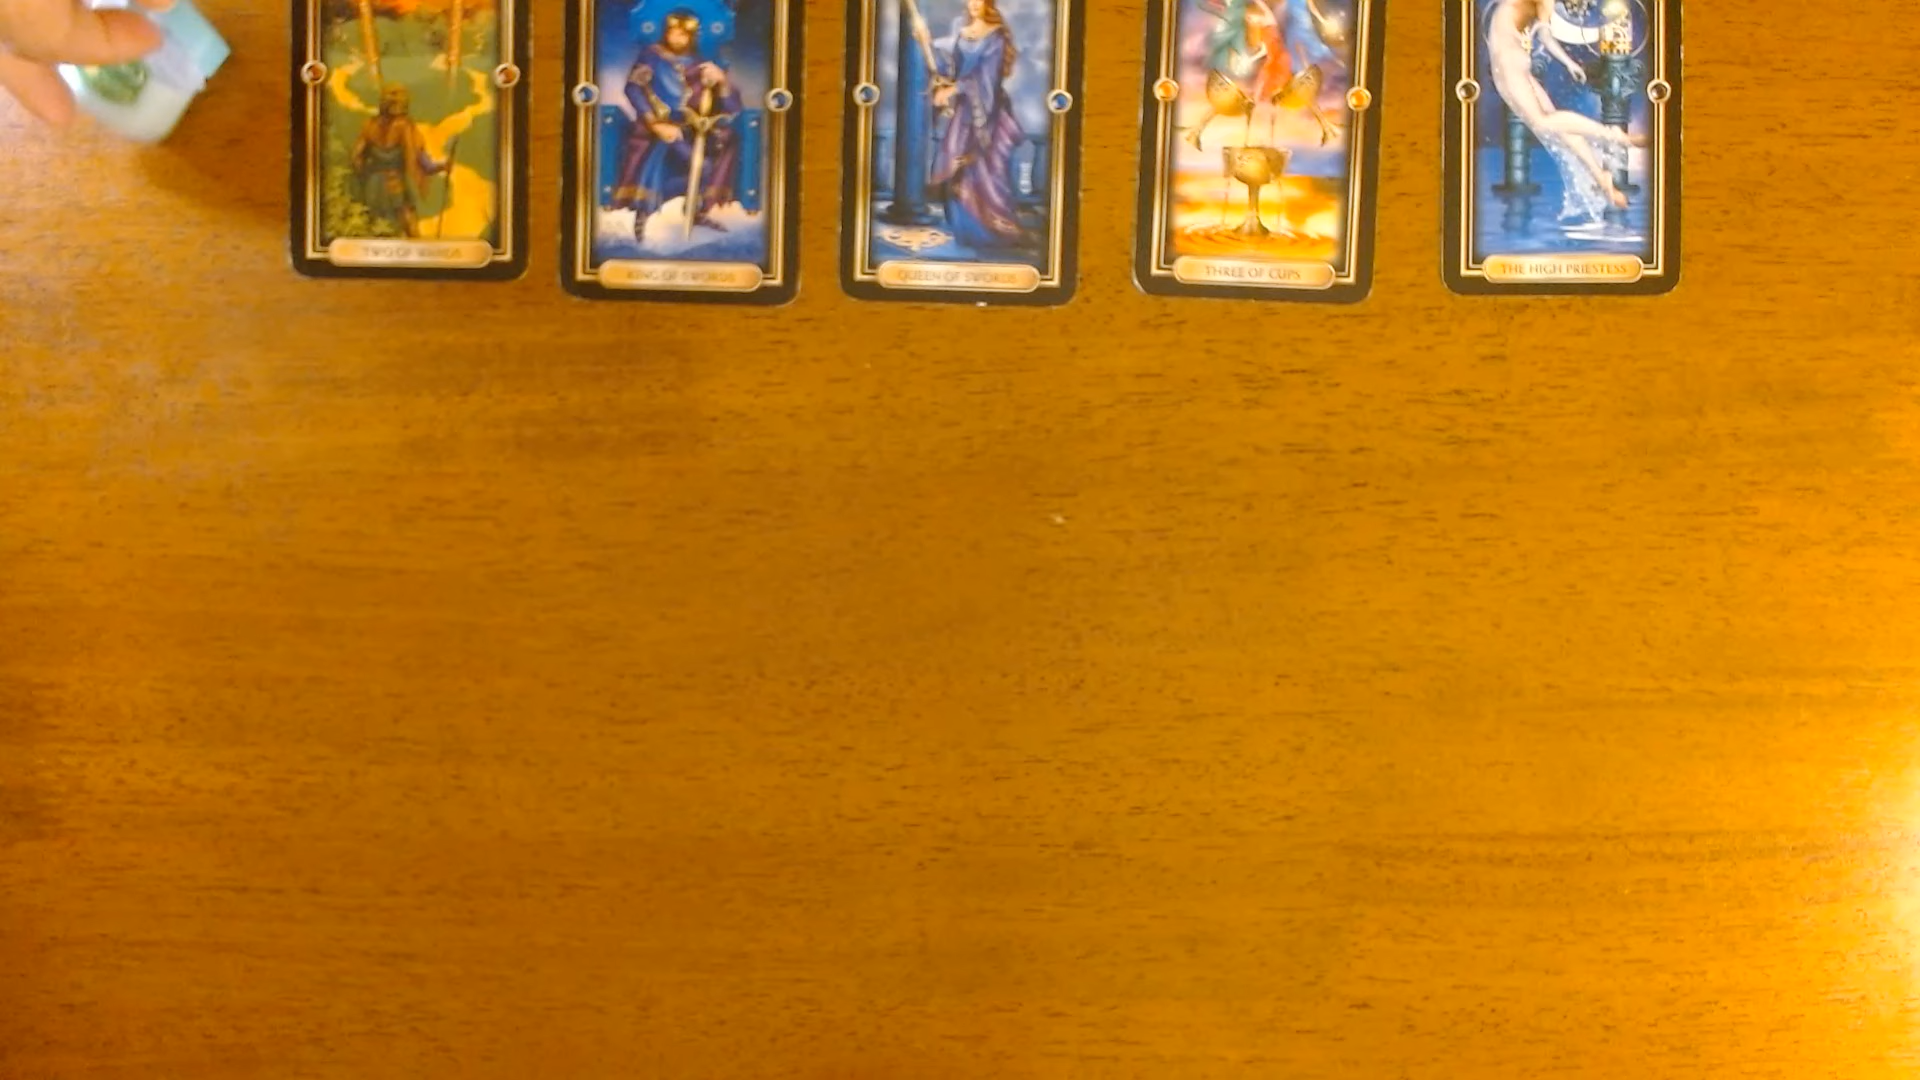 TWO OF WANDS
KING OF SWORDS
QUEEN OF SWORDS
THREE OF CUPS
THE HIGH PRIESTESS